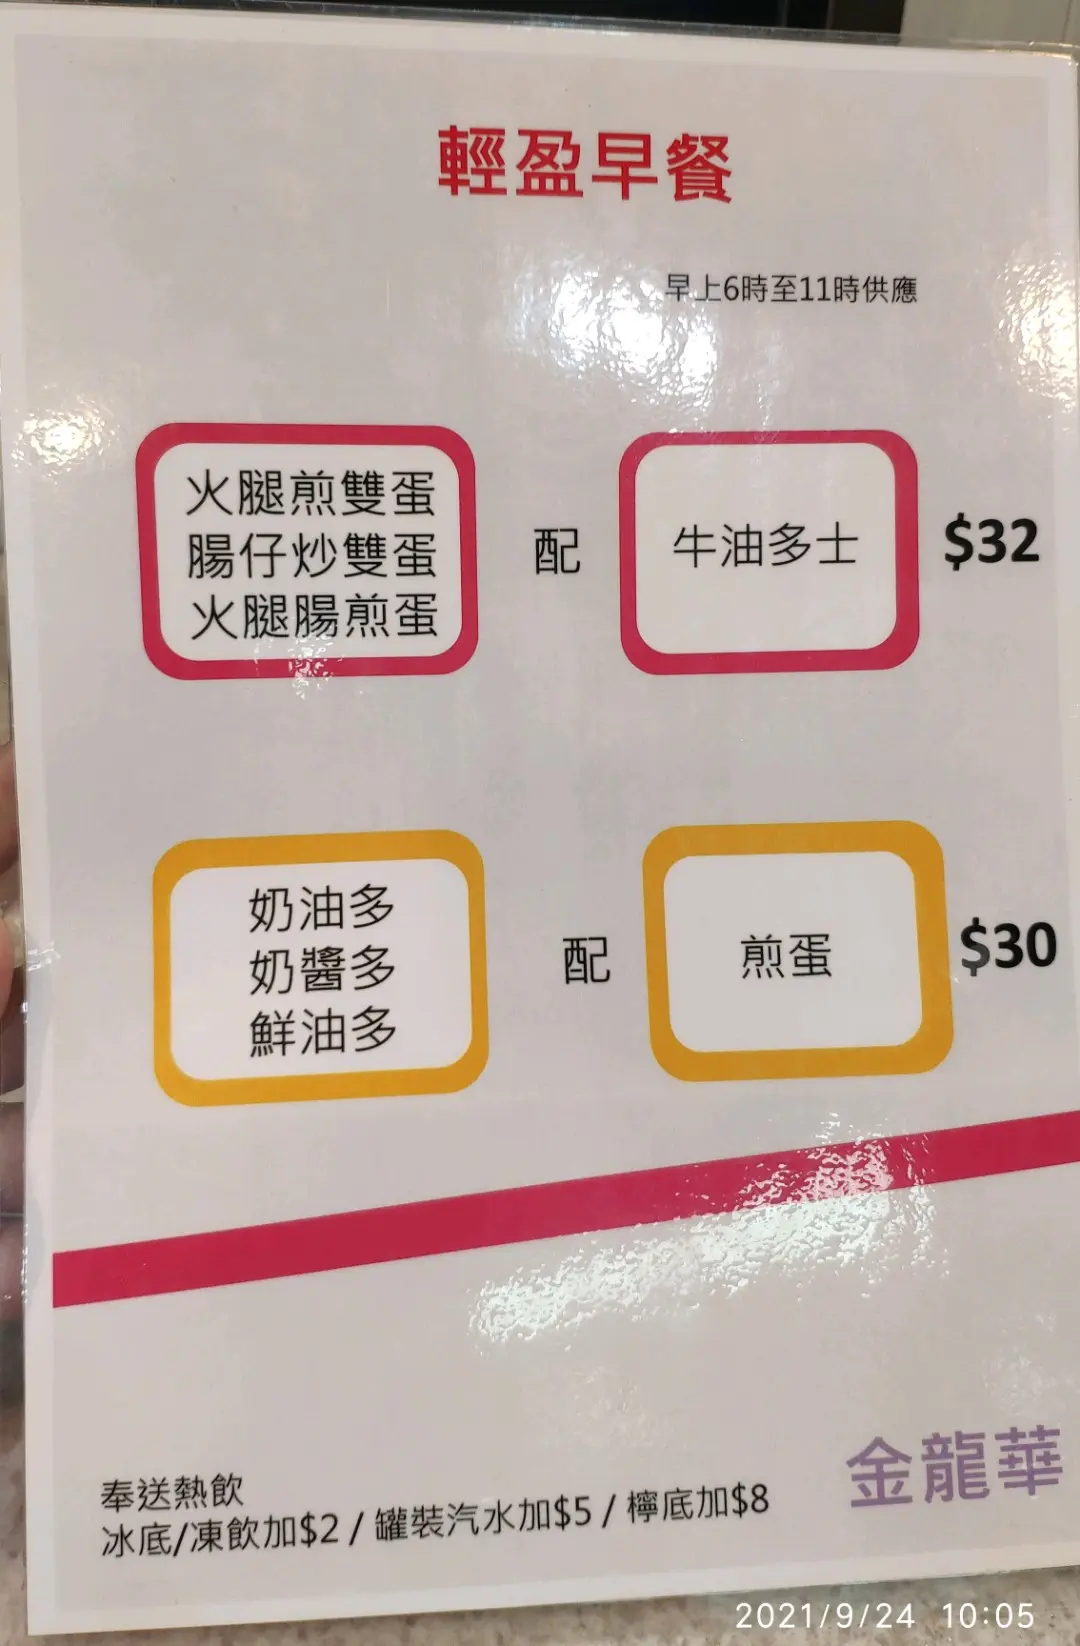 輕盈早餐
早上6時至11時供應
火腿煎雙蛋
腸仔炒雙蛋
火腿腸煎蛋
配
牛油多士
$32
奶油多
奶醬多
鮮油多
配
煎蛋
$30
金龍華
奉送熱飲
冰底/凍飲加$2 / 罐裝汽水加$5 / 檸底加$8
2021/9/24 10:05